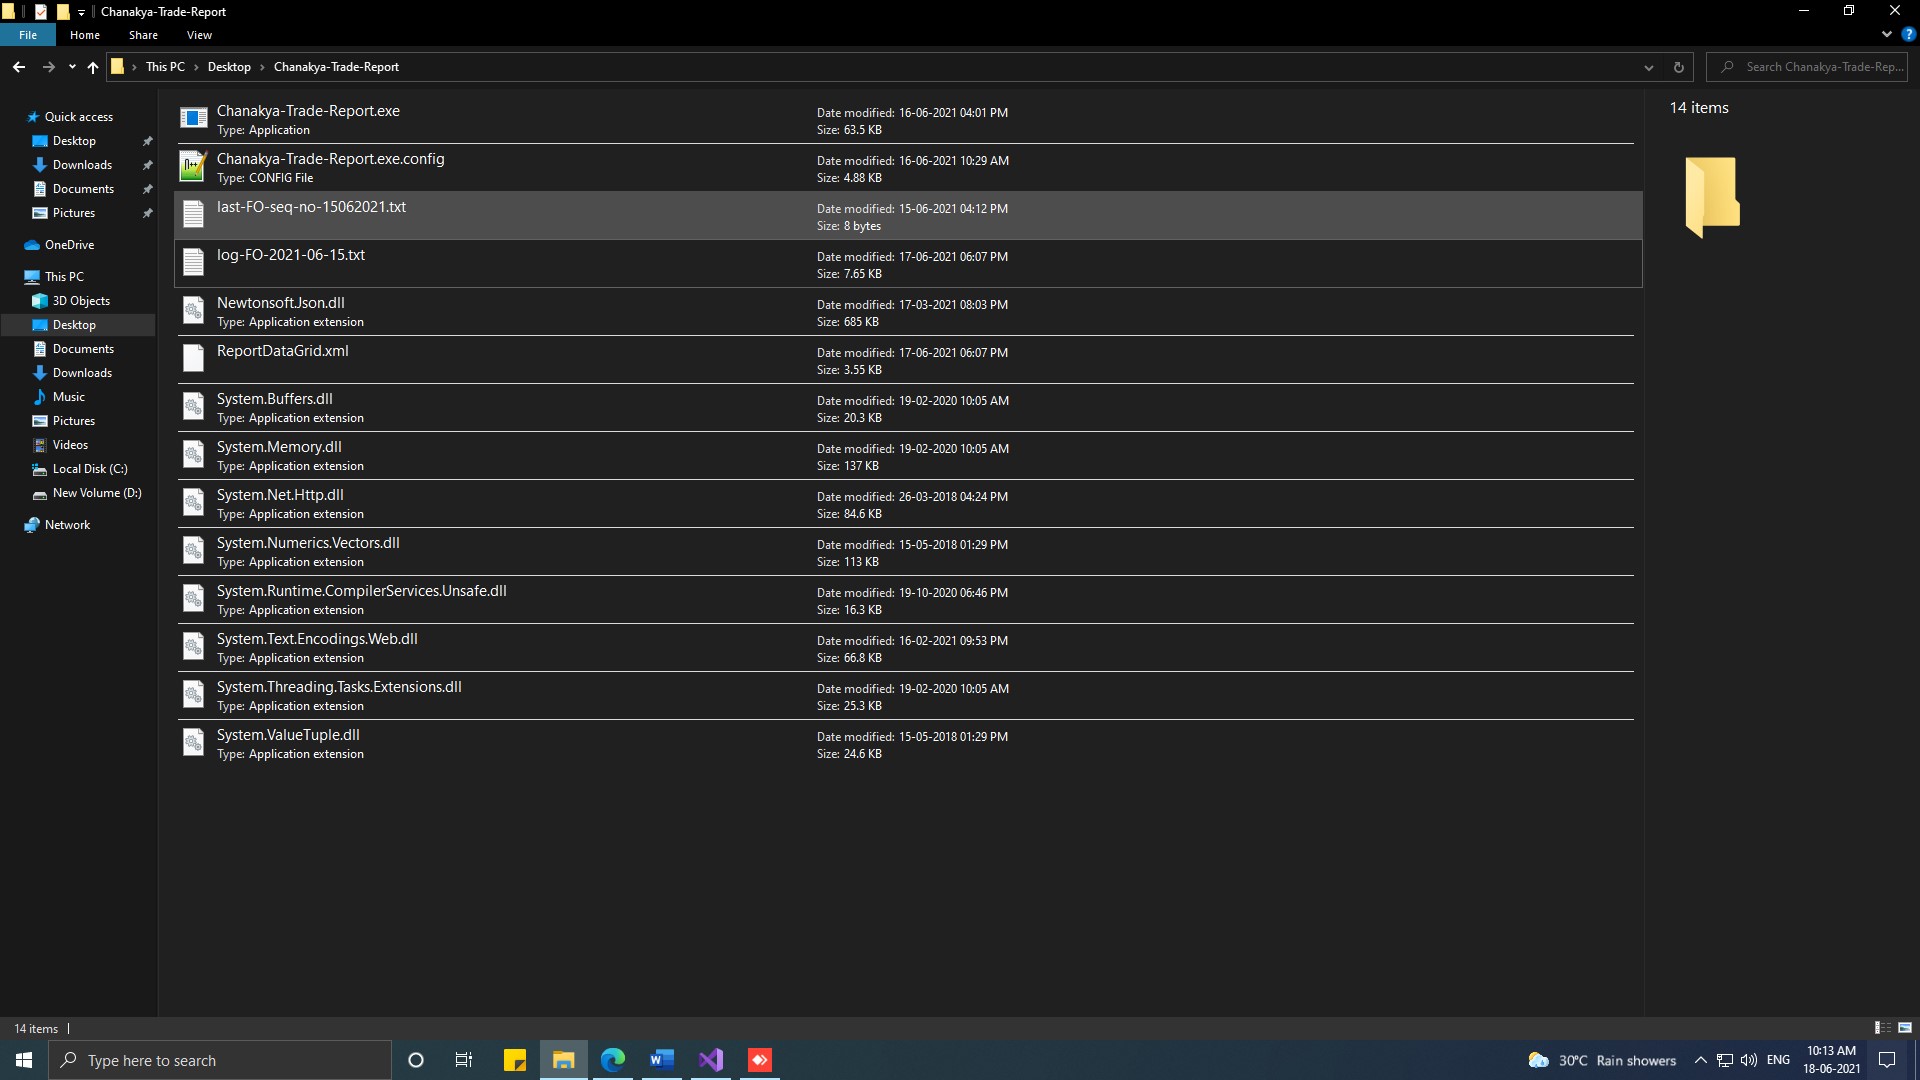 Chanakya-Trade-Report
File Home Share View
This PC Desktop Chanakya-Trade-Report
Search Chanakya-Trade-Rep...
Quick access
Desktop
Downloads
Documents
Pictures
OneDrive
This PC
3D Objects
Desktop
Documents
Downloads
Music
Pictures
Videos
Local Disk (C:)
New Volume (D:)
Network
Chanakya-Trade-Report.exe
Type: Application
Date modified: 16-06-2021 04:01 PM
Size: 63.5 KB
Chanakya-Trade-Report.exe.config
Type: CONFIG File
Date modified: 16-06-2021 10:29 AM
Size: 4.88 KB
last-FO-seq-no-15062021.txt
Date modified: 15-06-2021 04:12 PM
Size: 8 bytes
log-FO-2021-06-15.txt
Date modified: 17-06-2021 06:07 PM
Size: 7.65 KB
Newtonsoft.Json.dll
Type: Application extension
Date modified: 17-03-2021 08:03 PM
Size: 685 KB
ReportDataGrid.xml
Date modified: 17-06-2021 06:07 PM
Size: 3.55 KB
System.Buffers.dll
Type: Application extension
Date modified: 19-02-2020 10:05 AM
Size: 20.3 KB
System.Memory.dll
Type: Application extension
Date modified: 19-02-2020 10:05 AM
Size: 137 KB
System.Net.Http.dll
Type: Application extension
Date modified: 26-03-2018 04:24 PM
Size: 84.6 KB
System.Numerics.Vectors.dll
Type: Application extension
Date modified: 15-05-2018 01:29 PM
Size: 113 KB
System.Runtime.CompilerServices.Unsafe.dll
Type: Application extension
Date modified: 19-10-2020 06:46 PM
Size: 16.3 KB
System.Text.Encodings.Web.dll
Type: Application extension
Date modified: 16-02-2021 09:53 PM
Size: 66.8 KB
System.Threading.Tasks.Extensions.dll
Type: Application extension
Date modified: 19-02-2020 10:05 AM
Size: 25.3 KB
System.ValueTuple.dll
Type: Application extension
Date modified: 15-05-2018 01:29 PM
Size: 24.6 KB
14 items
14 items
Type here to search
30°C Rain showers
ENG
10:13 AM
18-06-2021